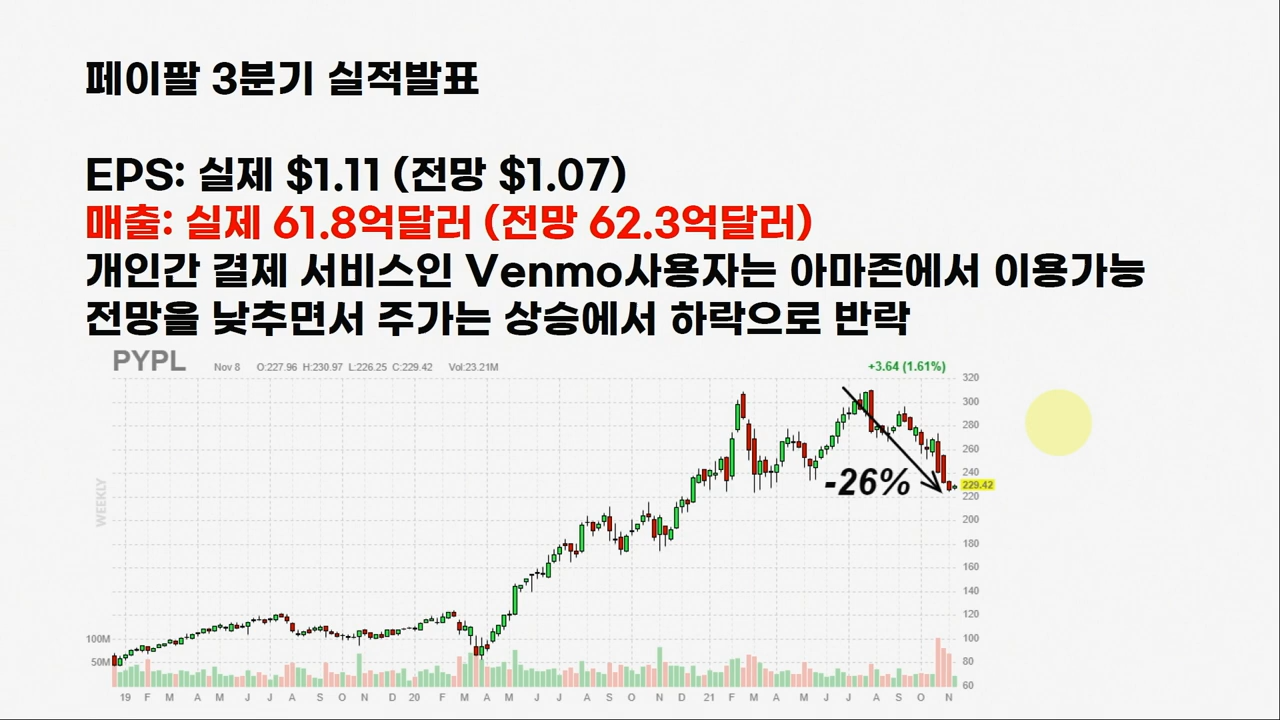 페이팔 3분기 실적발표
EPS: 실제 $1.11 (전망 $1.07)
매출: 실제 61.8억달러 (전망 62.3억달러)
개인간 결제 서비스인 Venmo사용자는 아마존에서 이용가능
전망을 낮추면서 주가는 상승에서 하락으로 반락
PYPL Nov 8 O:227.96 H:230.97 L:226.25 C:229.42 Vol:23.21M +3.64 (1.61%)
320
300
280
260
240
-26%
229.42
220
WEEKLY
200
180
160
140
120
100M 100
50M 80
60
19 F M A M J J A S O N D 20 F M A M J J A S O N D 21 F M A M J J A S O N